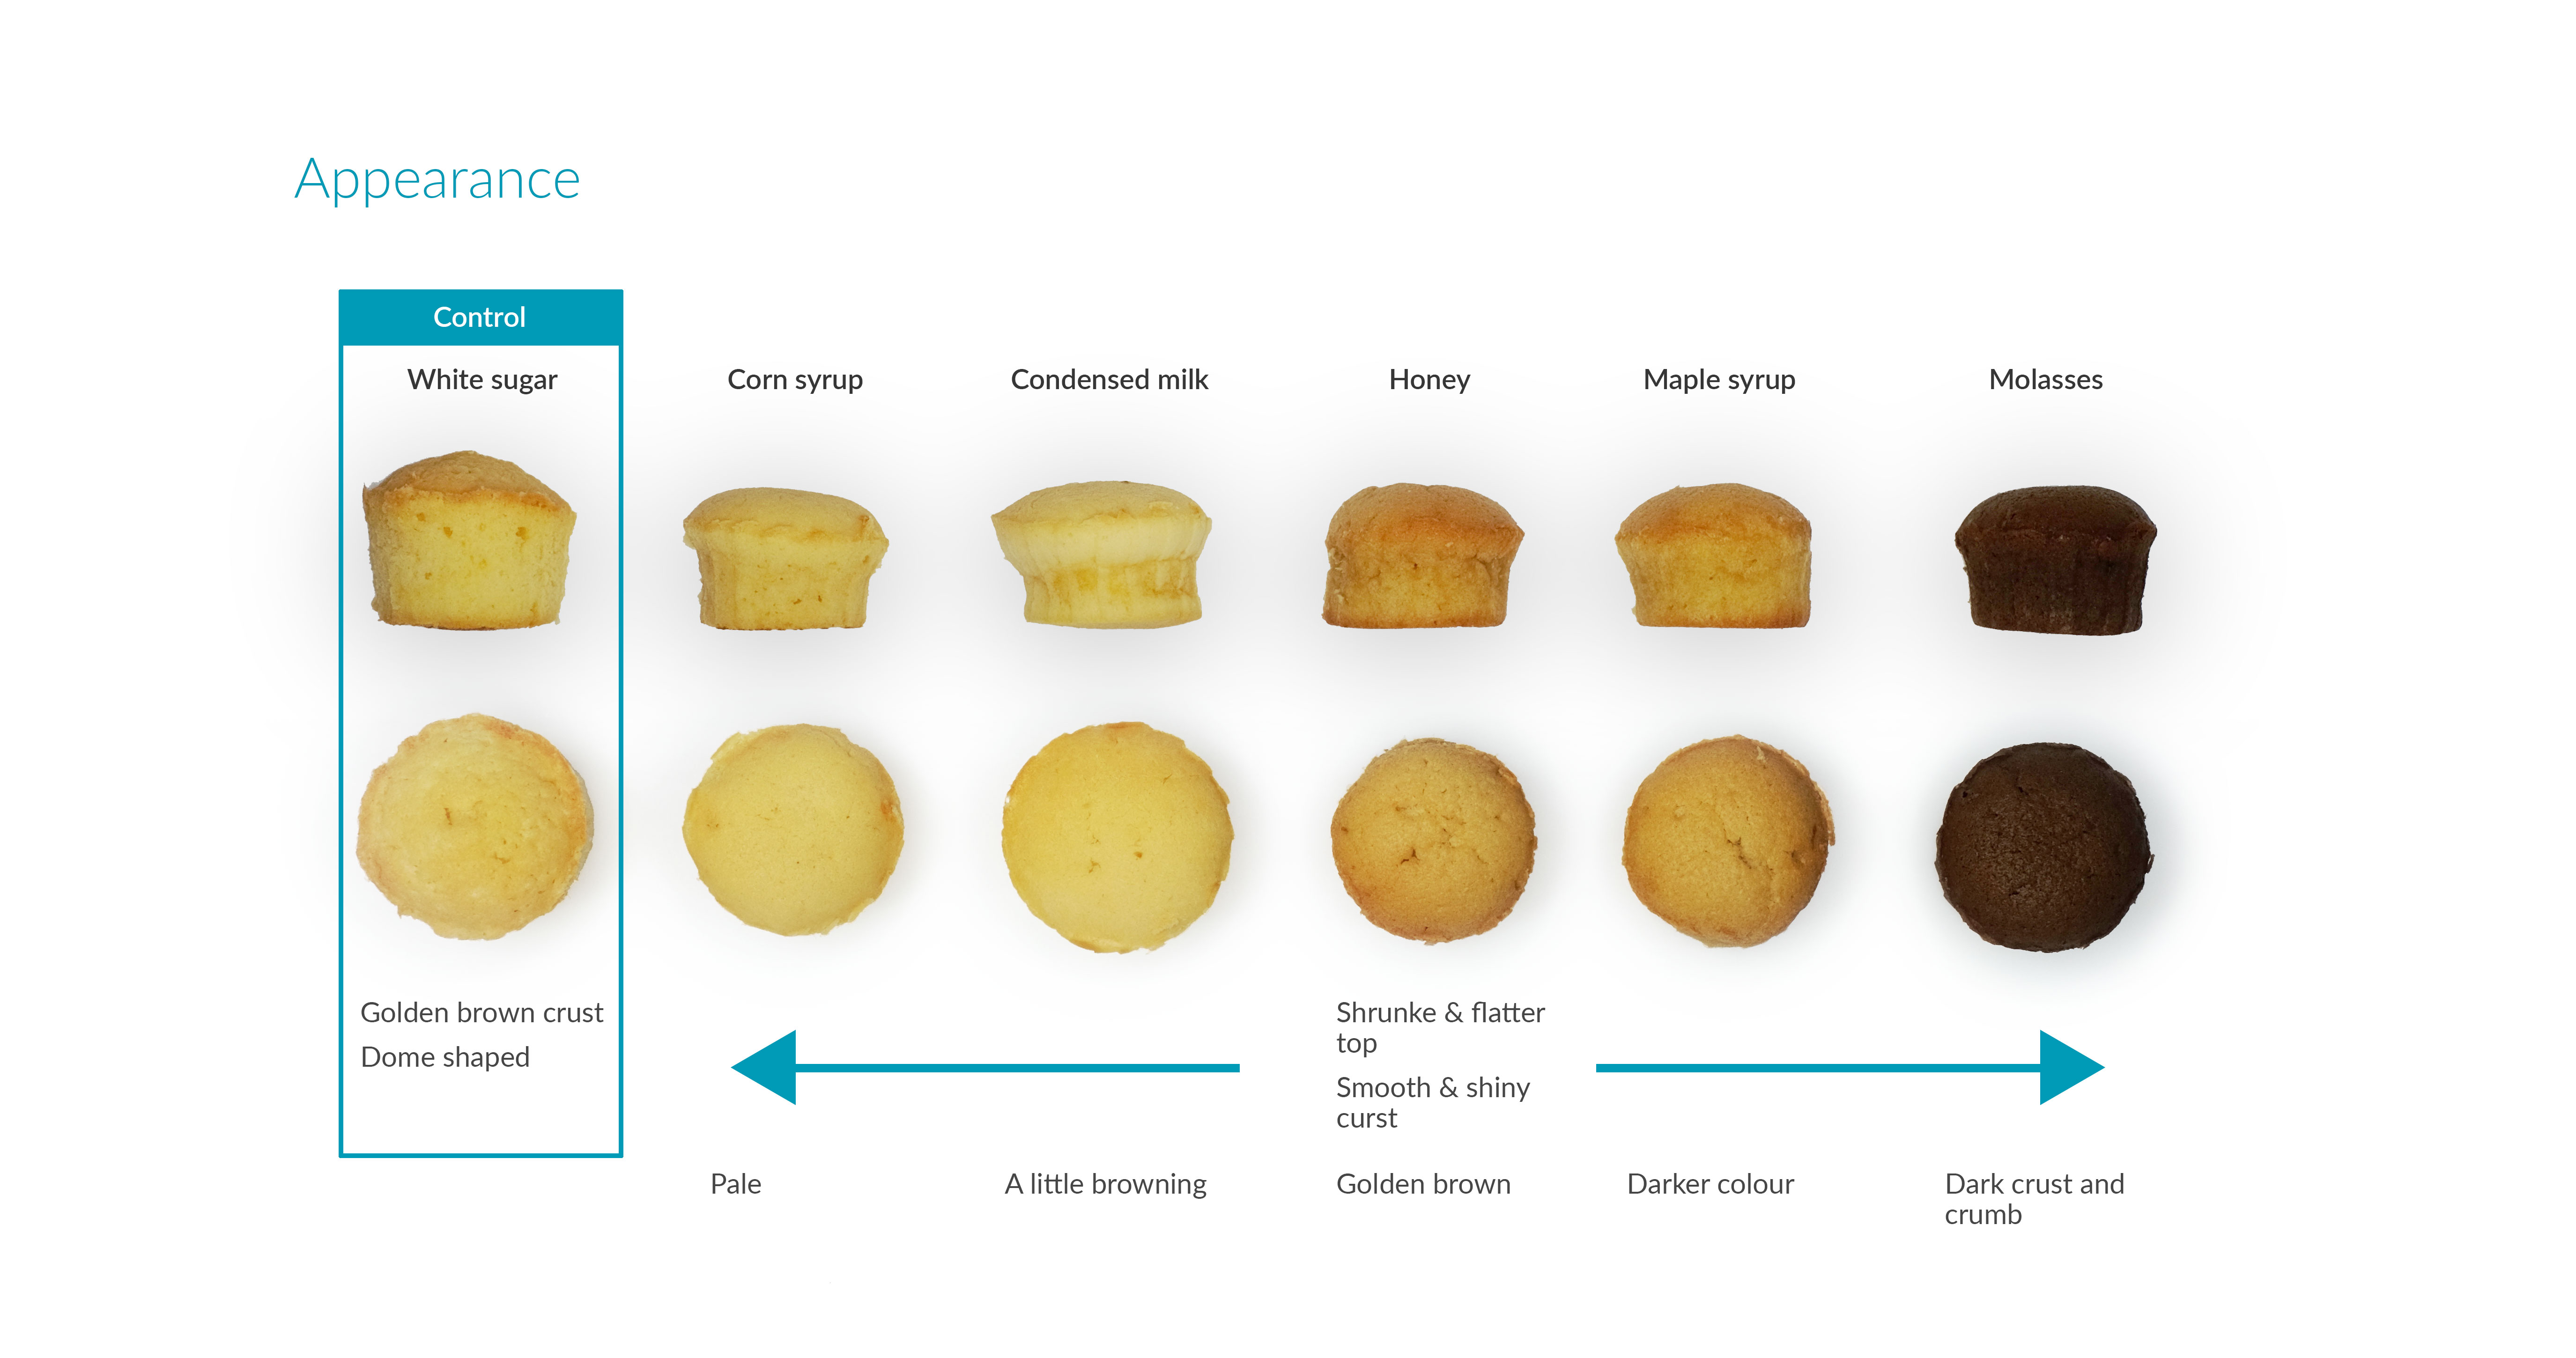 Appearance
Control
White sugar
Corn syrup
Condensed milk
Honey
Maple syrup
Molasses
Golden brown crust
Dome shaped
Shrunke & flatter
top
Smooth & shiny
curst
Pale
A little browning
Golden brown
Darker colour
Dark crust and
crumb